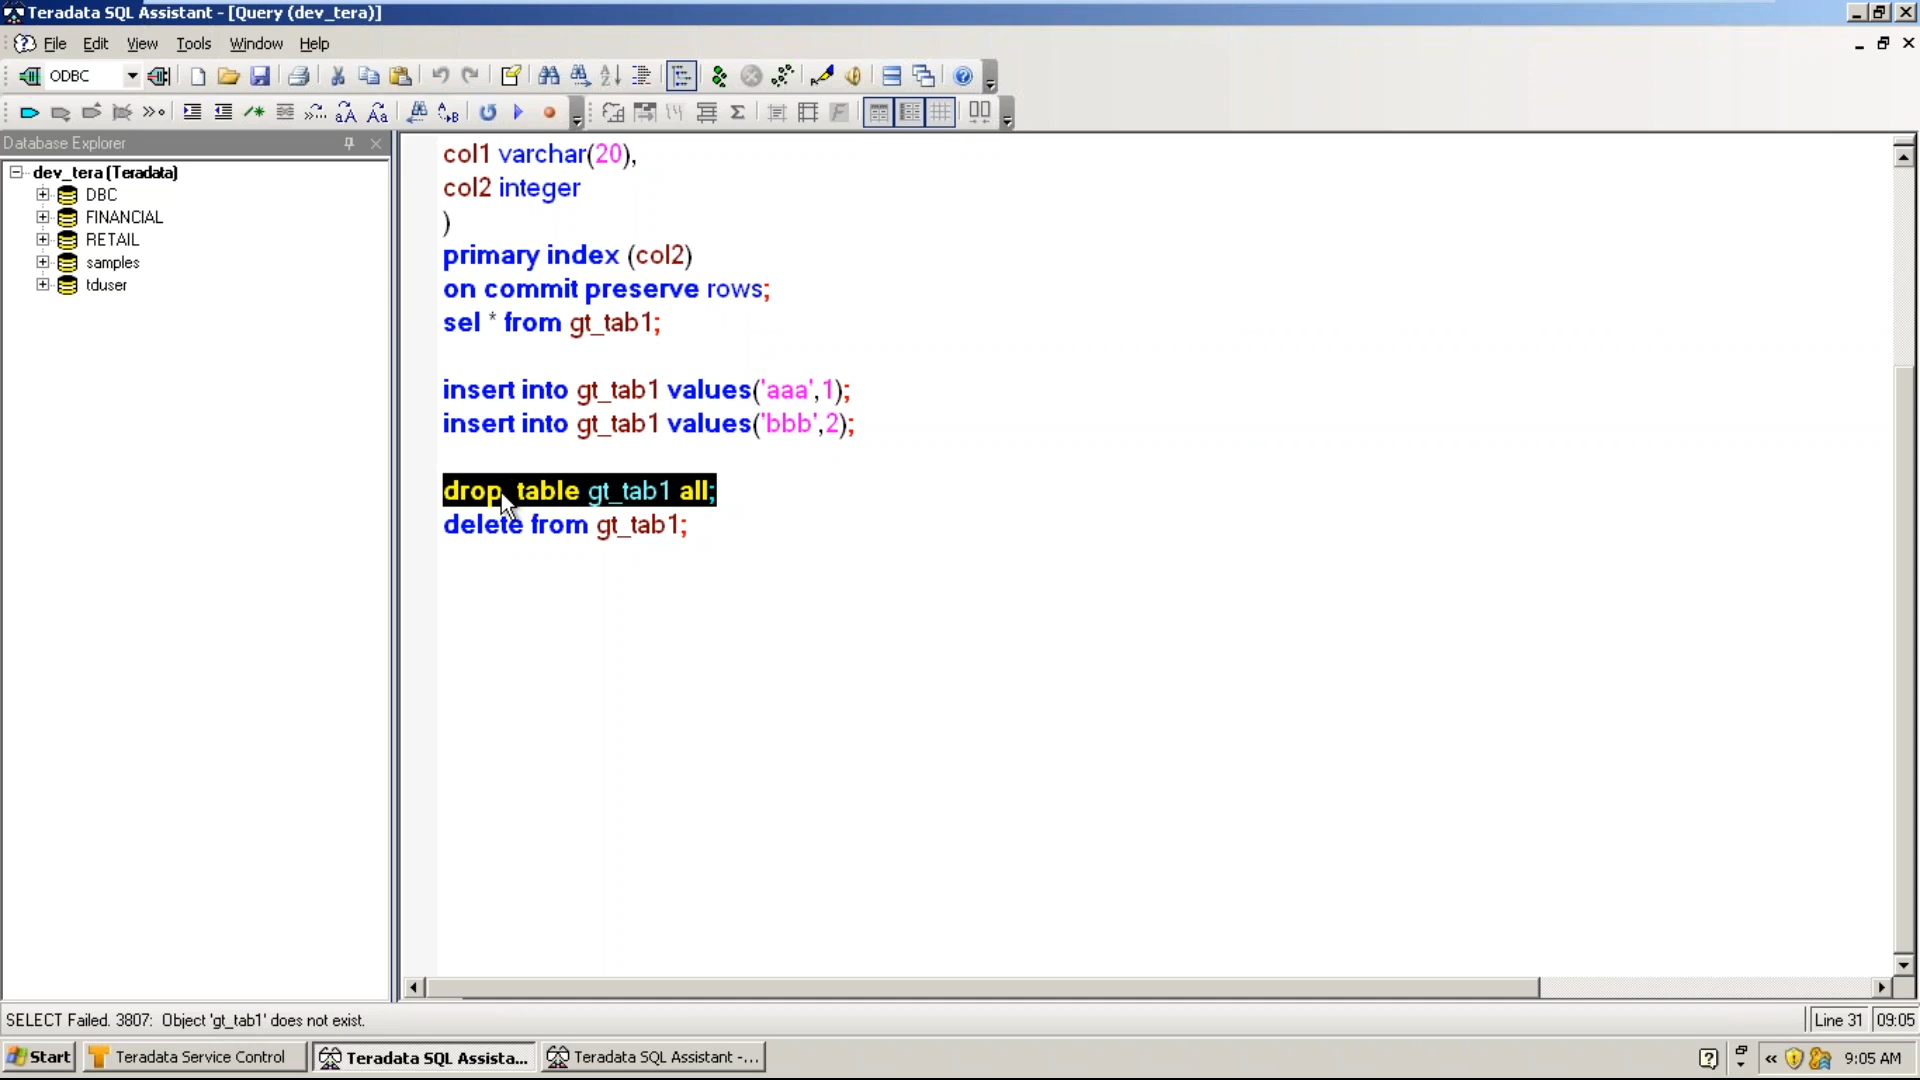 Teradata SQL Assistant - [Query (dev_tera)]
File Edit View Tools Window Help
ODBC
Database Explorer
dev_tera (Teradata)
DBC
FINANCIAL
RETAIL
samples
tduser
col1 varchar(20),
col2 integer
)
primary index (col2)
on commit preserve rows;
sel * from gt_tab1;
insert into gt_tab1 values('aaa',1);
insert into gt_tab1 values('bbb',2);
drop table gt_tab1 all;
delete from gt_tab1;
SELECT Failed. 3807: Object 'gt_tab1' does not exist.
Line 31 09:05
Start Teradata Service Control Teradata SQL Assista... Teradata SQL Assistant -... 9:05 AM